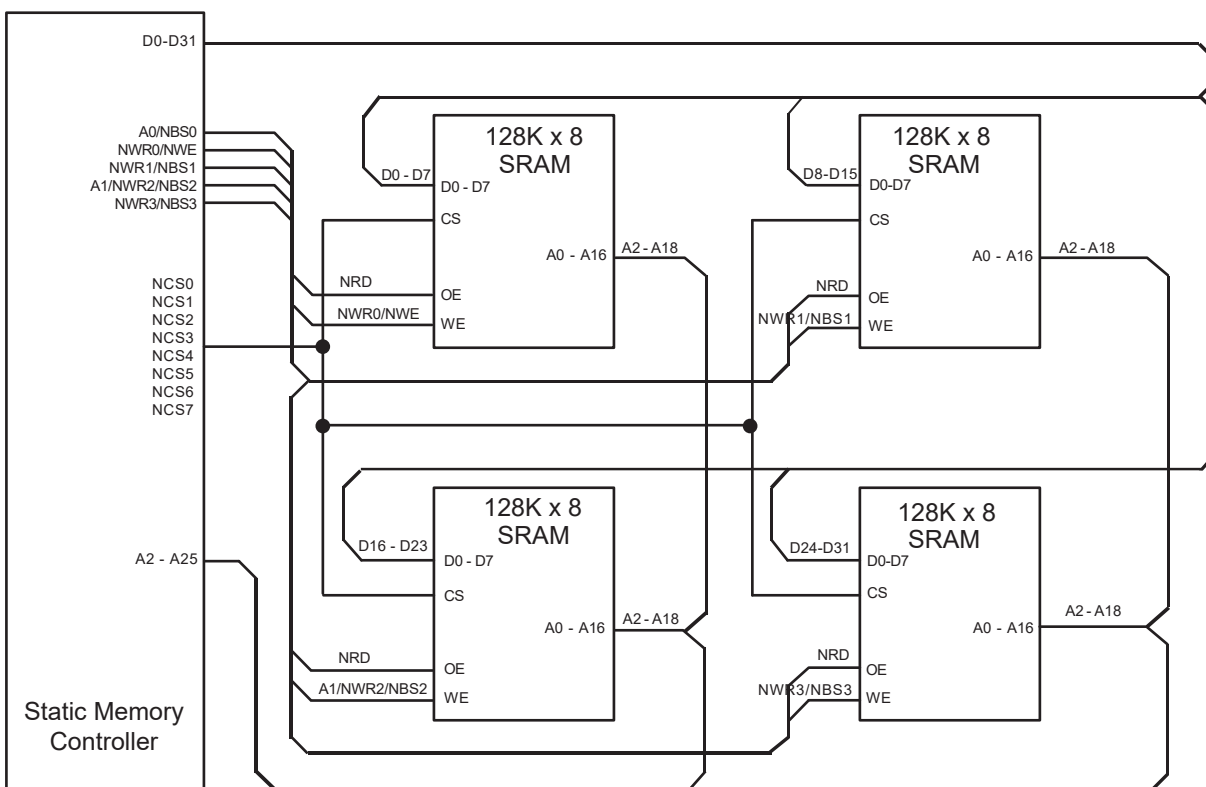 D0-D31
A0/NBS0
NWR0/NWE
NWR1/NBS1
A1/NWR2/NBS2
NWR3/NBS3
NCS0
NCS1
NCS2
NCS3
NCS4
NCS5
NCS6
NCS7
A2 - A25
Static Memory
Controller
128K x 8
SRAM
D0 - D7
D0 - D7
CS
A0 - A16
A2 - A18
NRD
OE
NWR0/NWE
WE
128K x 8
SRAM
D8-D15
D0-D7
CS
A0 - A16
A2 - A18
NRD
OE
NWR1/NBS1
WE
128K x 8
SRAM
D16 - D23
D0 - D7
CS
A0 - A16
A2 - A18
NRD
OE
A1/NWR2/NBS2
WE
128K x 8
SRAM
D24-D31
D0-D7
CS
A0 - A16
A2 - A18
NRD
OE
NWR3/NBS3
WE